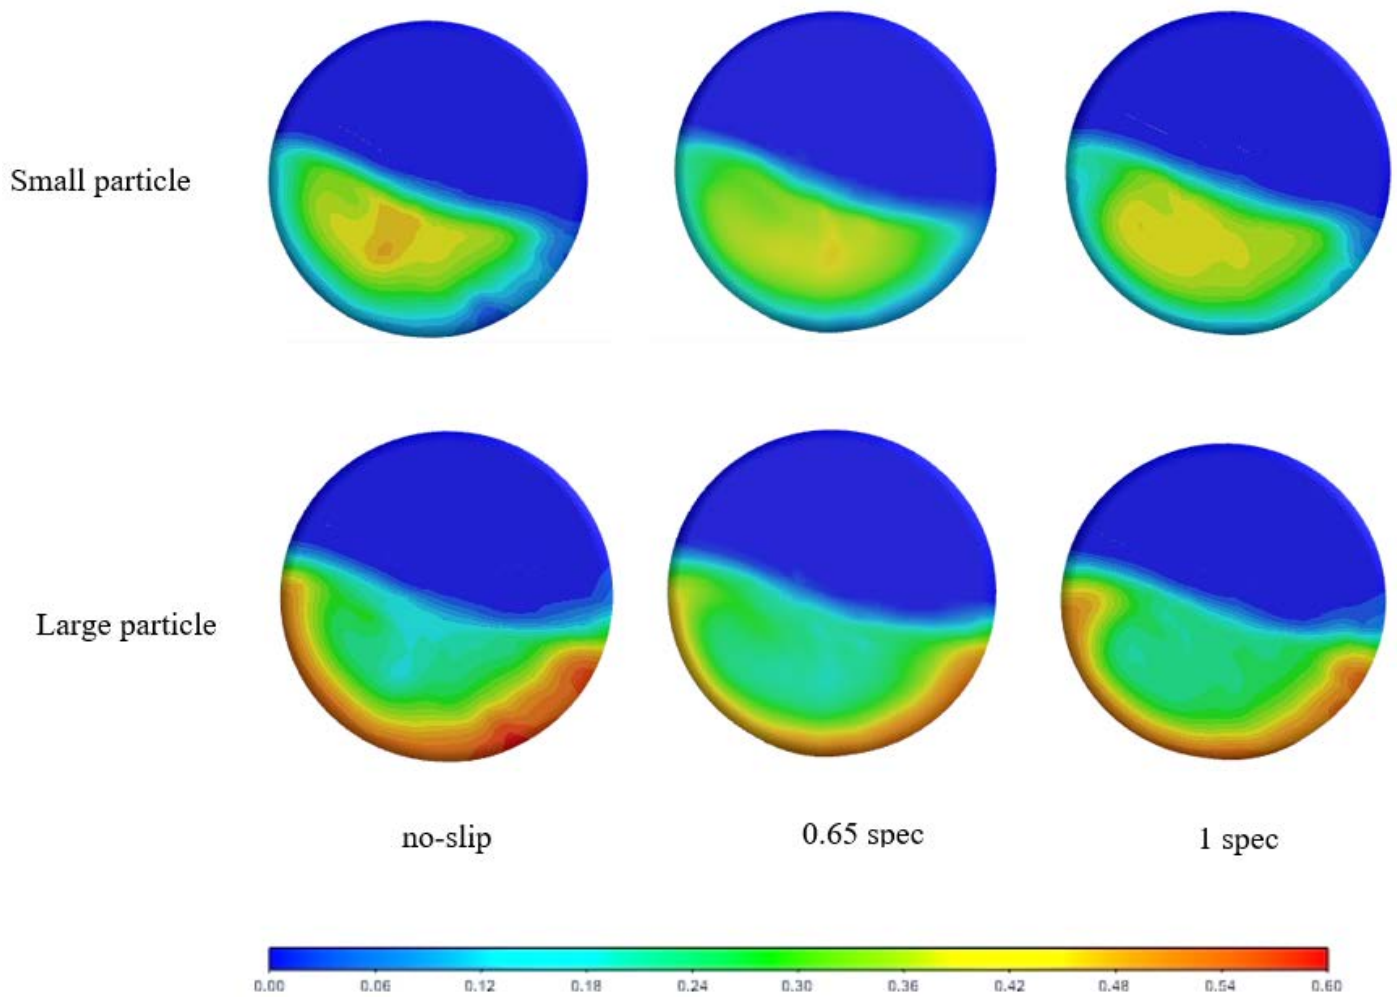 Small particle
Large particle
no-slip
0.65 spec
1 spec
0.00 0.06 0.12 0.18 0.24 0.30 0.36 0.42 0.48 0.54 0.60